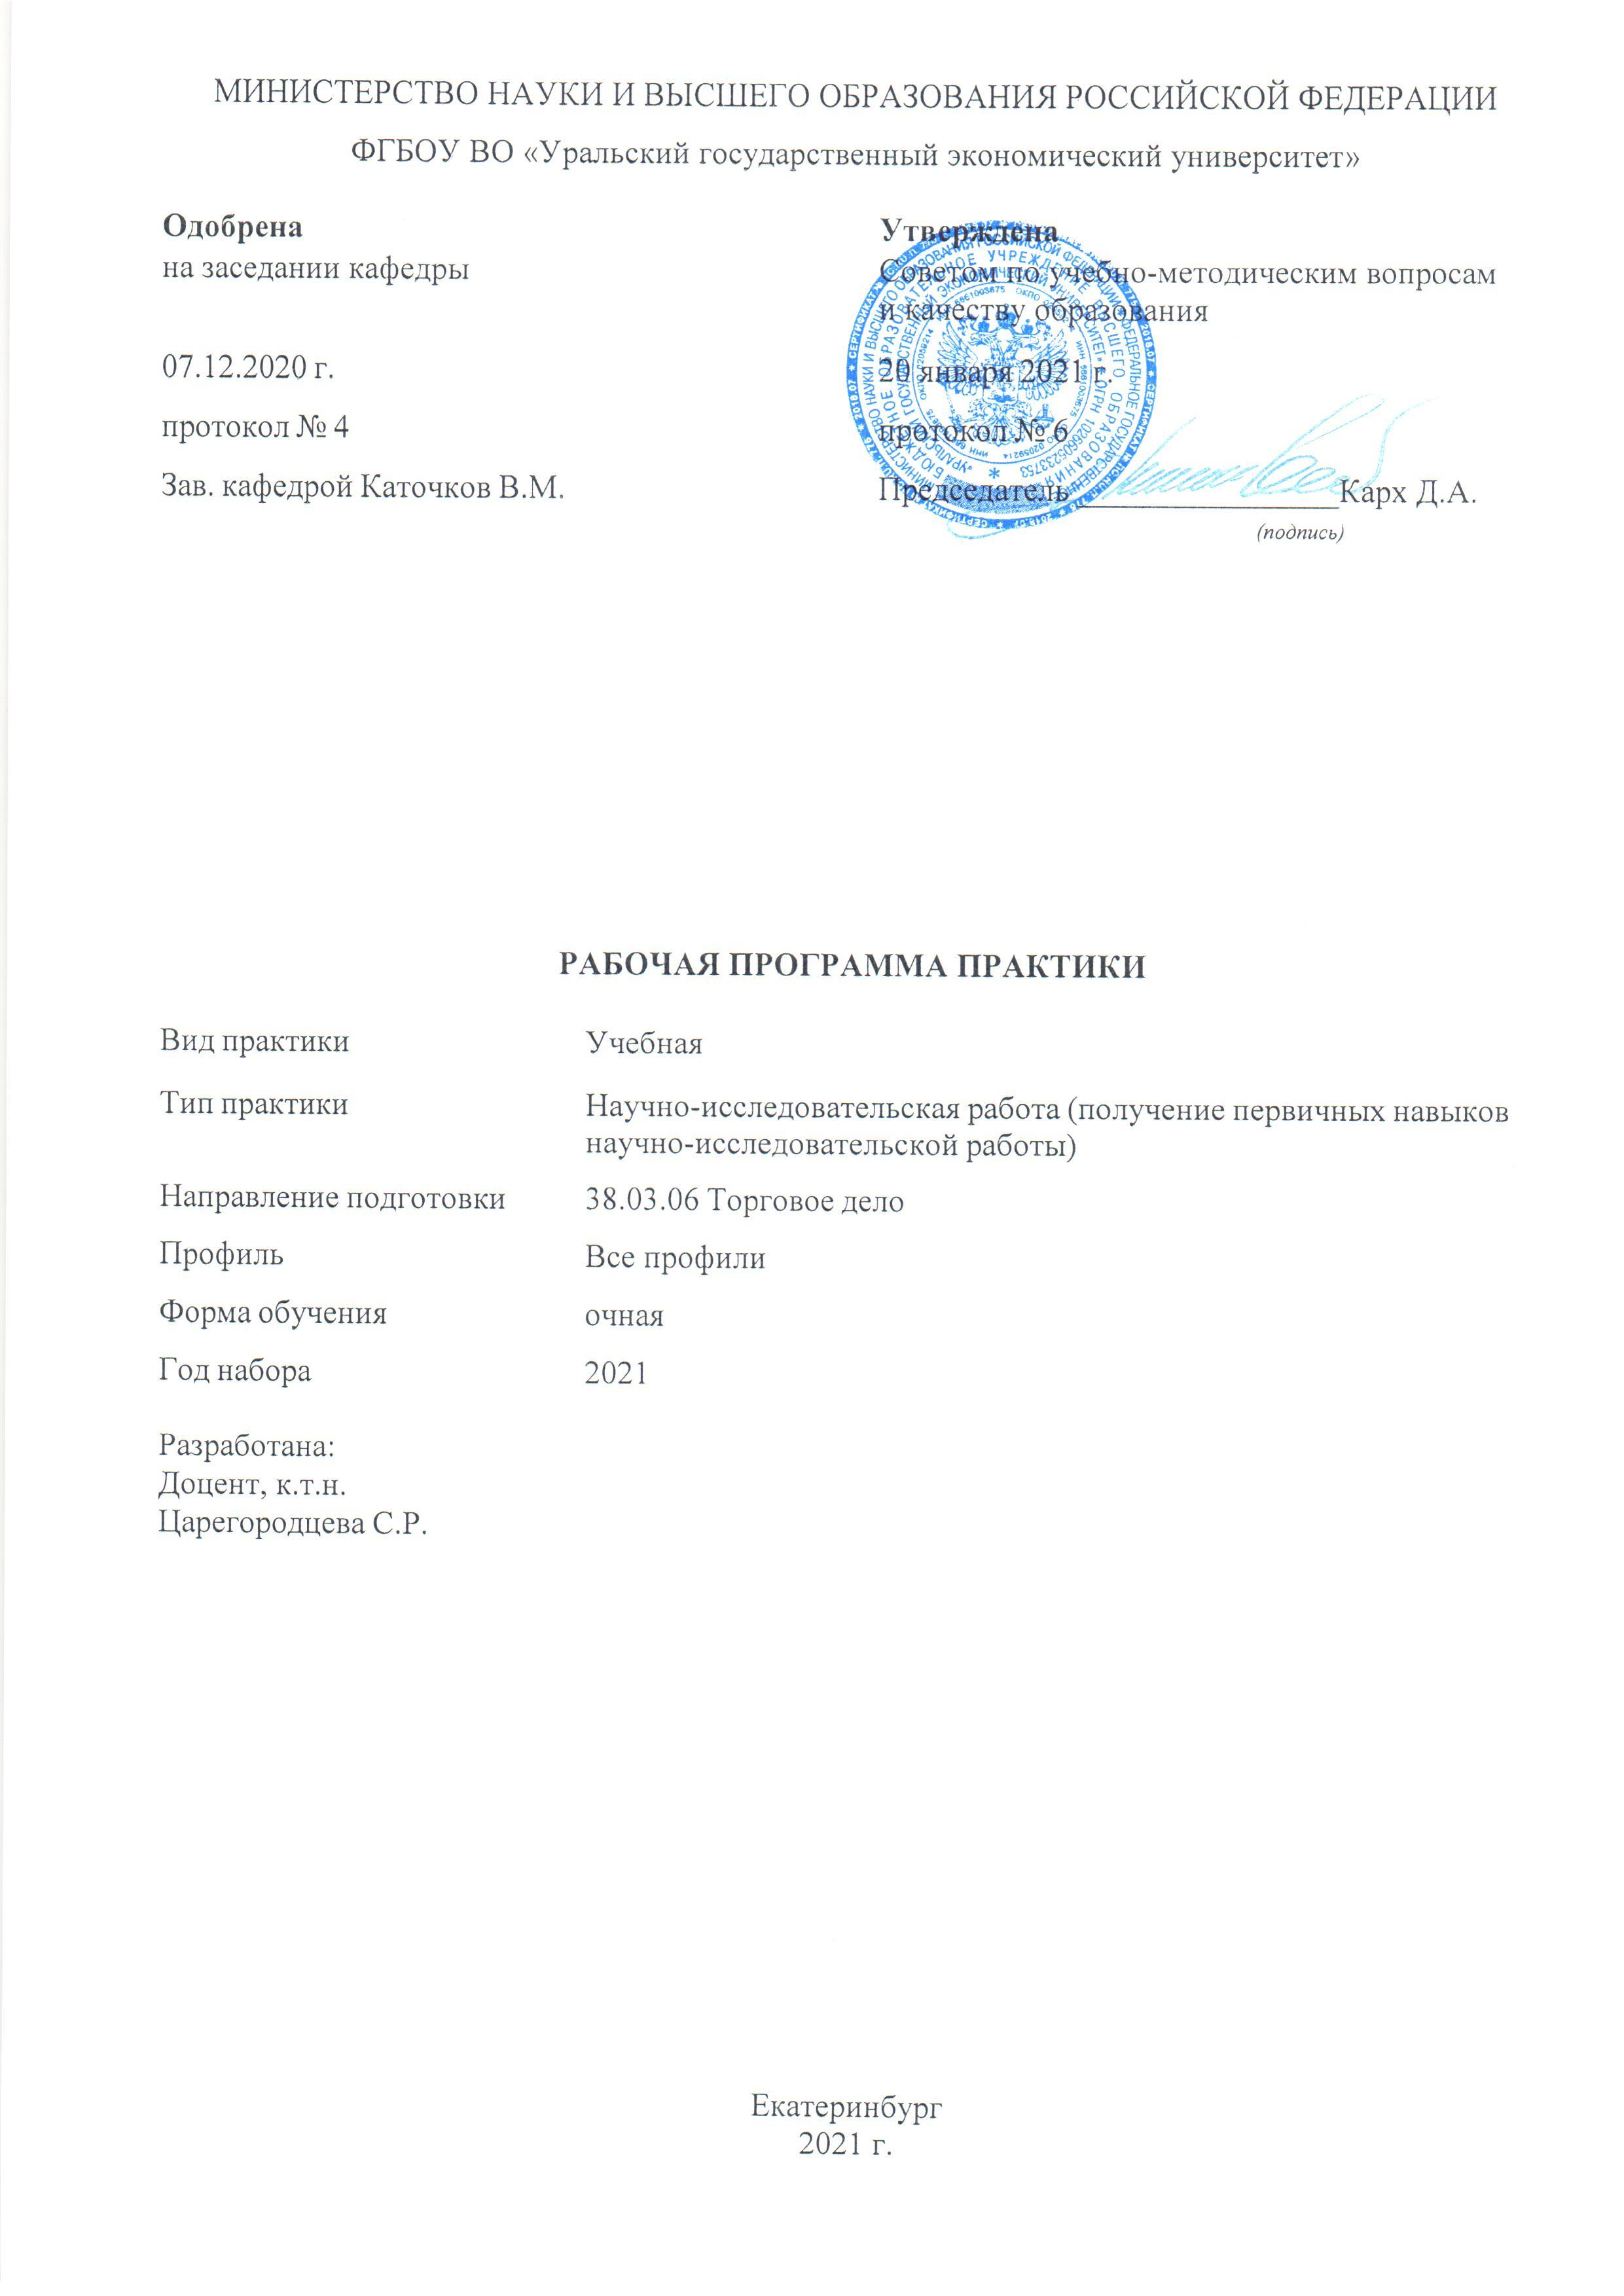 МИНИСТЕРСТВО НАУКИ И ВЫСШЕГО ОБРАЗОВАНИЯ РОССИЙСКОЙ ФЕДЕРАЦИИ
ФГБОУ ВО «Уральский государственный экономический университет»
Одобрена
на заседании кафедры
07.12.2020 г.
протокол № 4
Зав. кафедрой Каточков В.М.
Утверждена
Советом по учебно-методическим вопросам
и качеству образования
20 января 2021 г.
протокол № 6
Председатель Карх Д.А.
(подпись)
РАБОЧАЯ ПРОГРАММА ПРАКТИКИ
Вид практики Учебная
Тип практики Научно-исследовательская работа (получение первичных навыков
научно-исследовательской работы)
Направление подготовки 38.03.06 Торговое дело
Профиль Все профили
Форма обучения очная
Год набора 2021
Разработана:
Доцент, к.т.н.
Царегородцева С.Р.
Екатеринбург
2021 г.